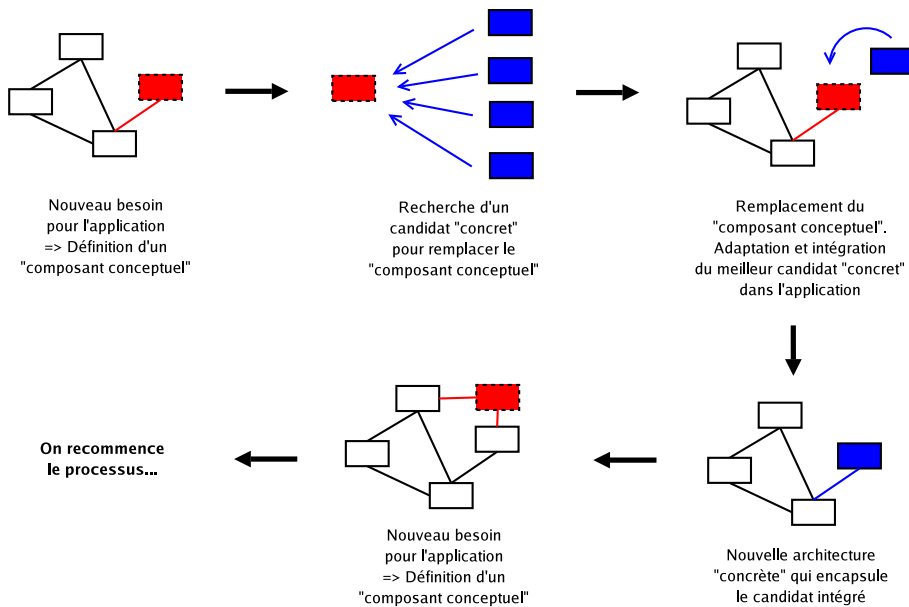 Nouveau besoin
pour l'application
=> Définition d'un
"composant conceptuel"
Recherche d'un
candidat "concret"
pour remplacer le
"composant conceptuel"
Remplacement du
"composant conceptuel".
Adaptation et intégration
du meilleur candidat "concret"
dans l'application
On recommence
le processus...
Nouveau besoin
pour l'application
=> Définition d'un
"composant conceptuel"
Nouvelle architecture
"concrète" qui encapsule
le candidat intégré